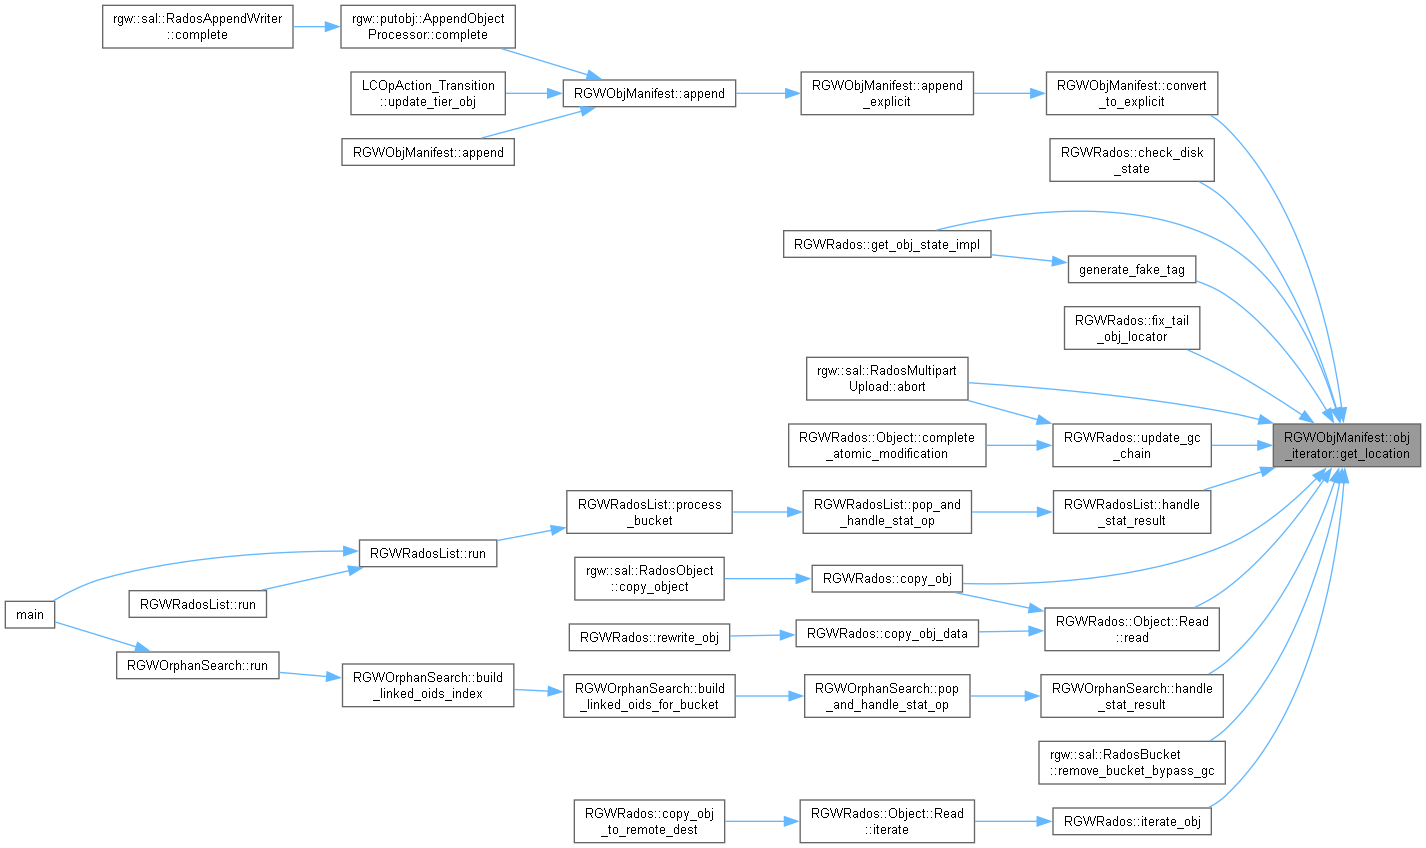 rgw::sal::RadosAppendWriter
::complete
rgw::putobj::AppendObject
Processor::complete
LCOpAction_Transition
::update_tier_obj
RGWObjManifest::append
RGWObjManifest::append
RGWObjManifest::append
_explicit
RGWObjManifest::convert
_to_explicit
RGWRados::check_disk
_state
RGWRados::get_obj_state_impl
generate_fake_tag
RGWRados::fix_tail
_obj_locator
rgw::sal::RadosMultipart
Upload::abort
RGWRados::Object::complete
_atomic_modification
RGWRados::update_gc
_chain
RGWObjManifest::obj
_iterator::get_location
RGWRadosList::process
_bucket
RGWRadosList::pop_and
_handle_stat_op
RGWRadosList::handle
_stat_result
RGWRadosList::run
rgw::sal::RadosObject
::copy_object
RGWRados::copy_obj
RGWRadosList::run
main
RGWRados::rewrite_obj
RGWRados::copy_obj_data
RGWRados::Object::Read
::read
RGWOrphanSearch::run
RGWOrphanSearch::build
_linked_oids_index
RGWOrphanSearch::build
_linked_oids_for_bucket
RGWOrphanSearch::pop
_and_handle_stat_op
RGWOrphanSearch::handle
_stat_result
rgw::sal::RadosBucket
::remove_bucket_bypass_gc
RGWRados::copy_obj
_to_remote_dest
RGWRados::Object::Read
::iterate
RGWRados::iterate_obj